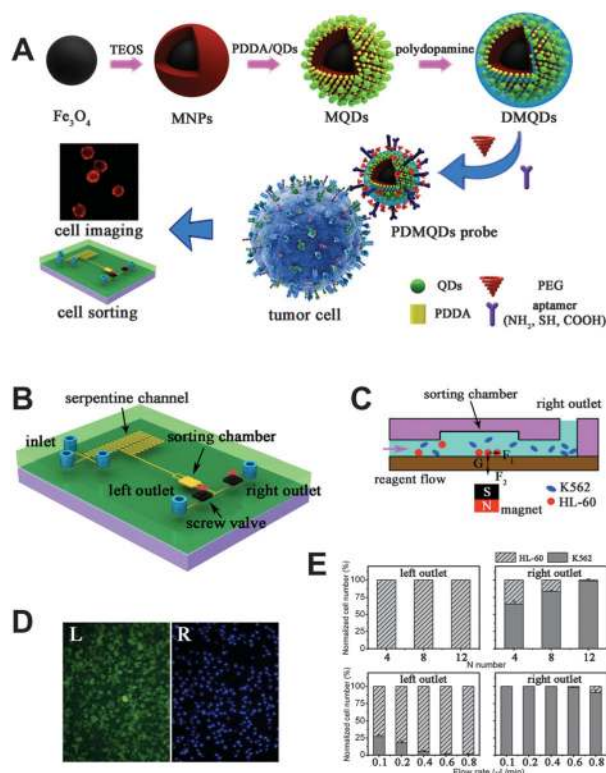 A
TEOS
PDDA/QDs
polydopamine
Fe₃O₄
MNPs
MQDs
DMQDs
cell imaging
PDMQDs probe
cell sorting
tumor cell
QDs
PEG
PDDA
aptamer
(NH₂, SH, COOH)
B
serpentine channel
inlet
sorting chamber
left outlet
right outlet
screw valve
C
sorting chamber
right outlet
G
F₁
F₂
reagent flow
S
N
magnet
K562
HL-60
D
L
R
E
HL-60
K562
Normalized cell number (%)
100
75
50
25
0
left outlet
right outlet
4
8
12
4
8
12
N number
Normalized cell number (%)
100
75
50
25
0
left outlet
right outlet
0.1
0.2
0.4
0.6
0.8
0.1
0.2
0.4
0.6
0.8
Flow rate
/min)